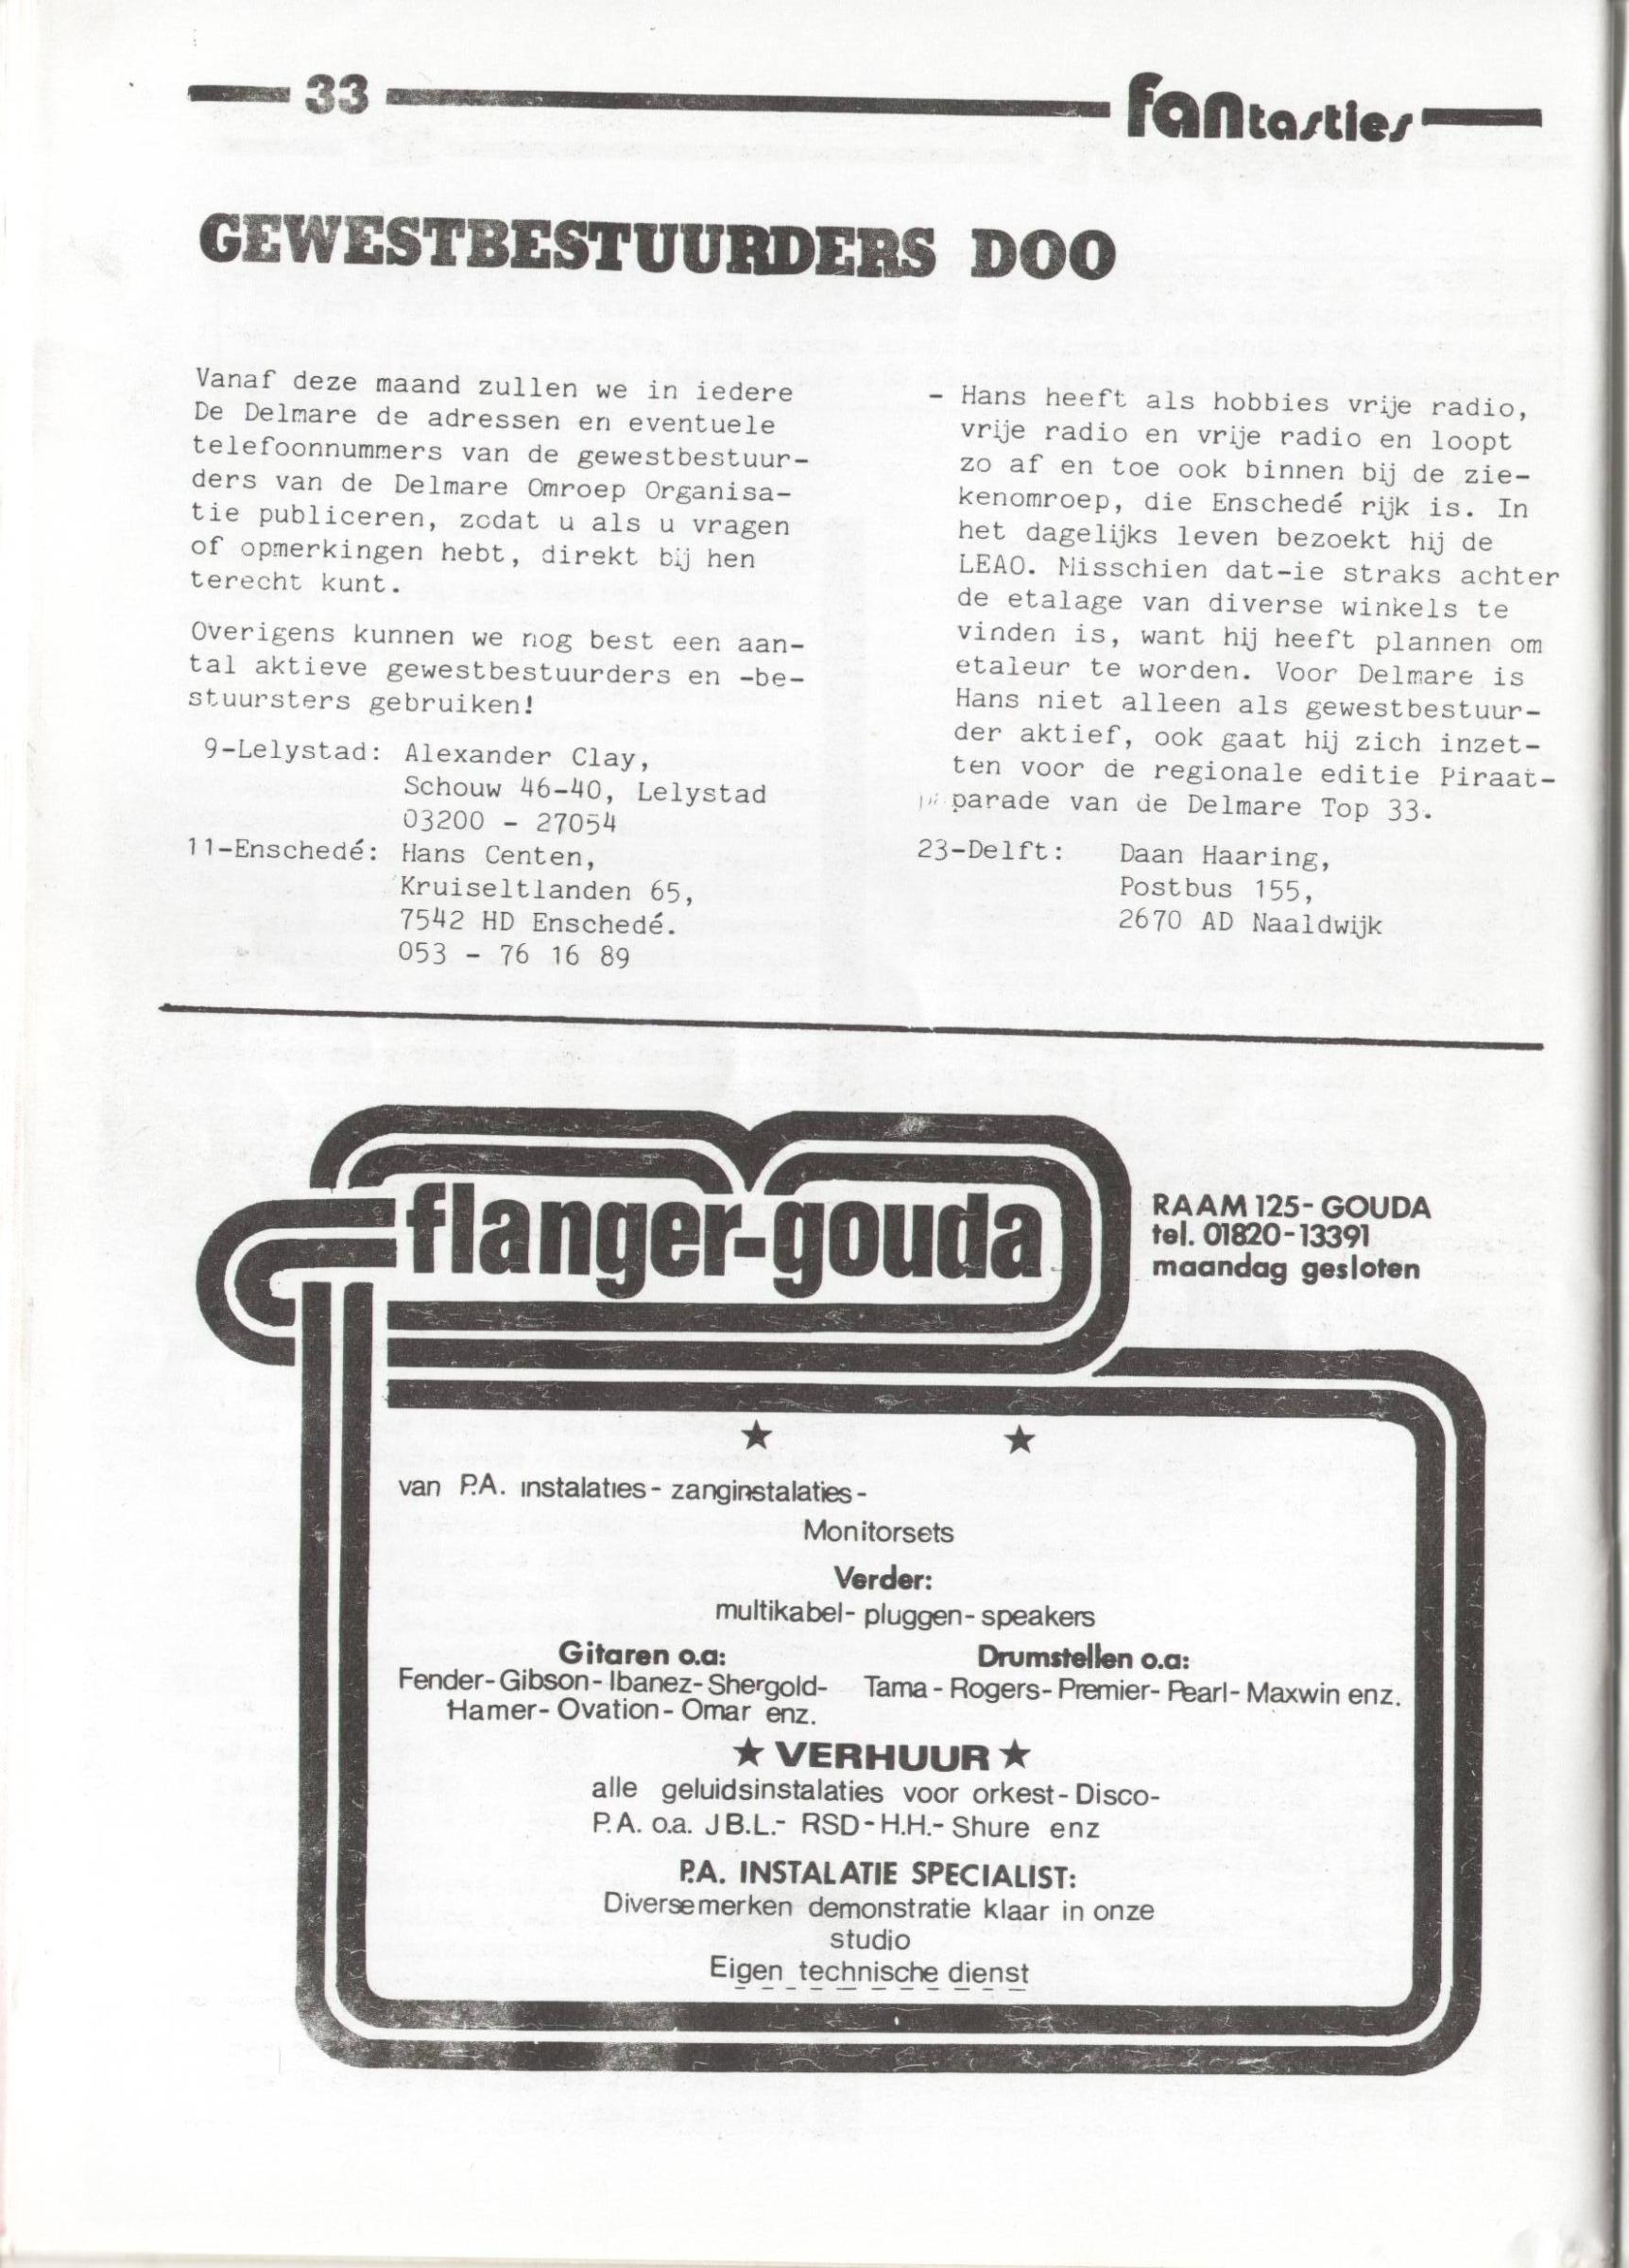 33
fantasties
GEWESTBESTUURDERS DOO
Vanaf deze maand zullen we in iedere
De Delmare de adressen en eventuele
telefoonnummers van de gewestbestuur-
ders van de Delmare Omroep Organisa-
tie publiceren, zodat u als u vragen
of opmerkingen hebt, direkt bij hen
terecht kunt.
Overigens kunnen we nog best een aan-
tal aktieve gewestbestuurders en -be-
stuursters gebruiken!
9-Lelystad: Alexander Clay,
Schouw 46-40, Lelystad
03200 - 27054
11-Enschedé: Hans Centen,
Kruiseltlanden 65,
7542 HD Enschedé.
053 - 76 16 89
- Hans heeft als hobbies vrije radio,
vrije radio en vrije radio en loopt
zo af en toe ook binnen bij de zie-
kenomroep, die Enschedé rijk is. In
het dagelijks leven bezoekt hij de
LEAO. Misschien dat-ie straks achter
de etalage van diverse winkels te
vinden is, want hij heeft plannen om
etaleur te worden. Voor Delmare is
Hans niet alleen als gewestbestuur-
der aktief, ook gaat hij zich inzet-
ten voor de regionale editie Piraat-
parade van de Delmare Top 33.
23-Delft: Daan Haaring,
Postbus 155,
2670 AD Naaldwijk
flanger-gouda
RAAM 125- GOUDA
tel. 01820-13391
maandag gesloten
★ ★
van P.A. instalaties- zanginstalaties-
Monitorsets
Verder:
multikabel- pluggen- speakers
Gitaren o.a:
Fender-Gibson-Ibanez-Shergold-
Hamer-Ovation-Omar enz.
Drumstellen o.a:
Tama-Rogers-Premier-Pearl-Maxwin enz.
★ VERHUUR ★
alle geluidsinstalaties voor orkest-Disco-
P.A. o.a. J.B.L.- RSD-H.H.- Shure enz
P.A. INSTALATIE SPECIALIST:
Diverse merken demonstratie klaar in onze
studio
Eigen technische dienst